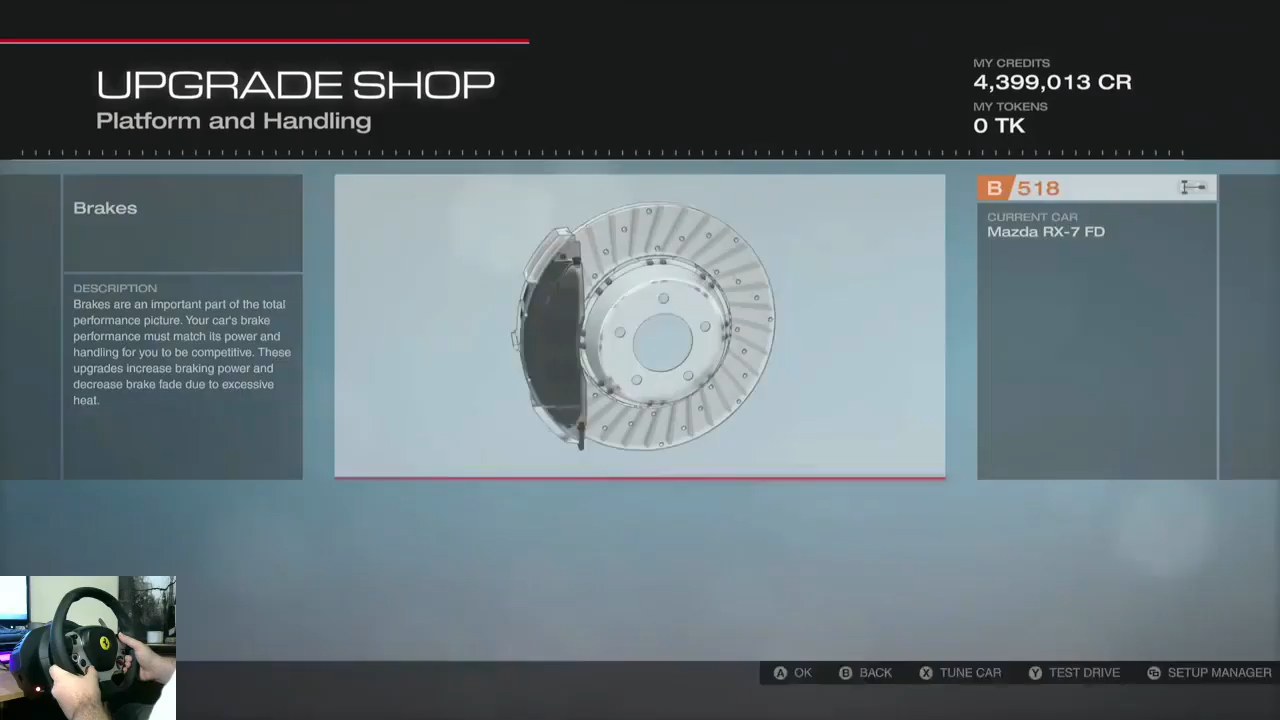 UPGRADE SHOP
Platform and Handling
MY CREDITS
4,399,013 CR
MY TOKENS
0 TK
Brakes
DESCRIPTION
Brakes are an important part of the total
performance picture. Your car's brake
performance must match its power and
handling for you to be competitive. These
upgrades increase braking power and
decrease brake fade due to excessive
heat.
B 518
CURRENT CAR
Mazda RX-7 FD
A OK B BACK X TUNE CAR Y TEST DRIVE SETUP MANAGER